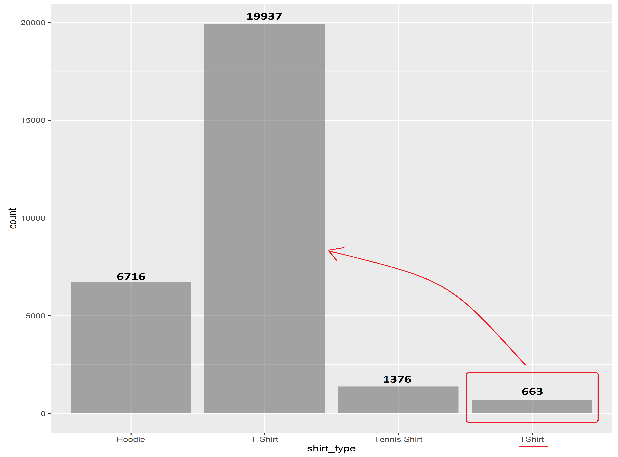 20000
15000
10000
5000
0
count
6716
19937
1376
663
Hoodie
T Shirt
Tennis Shirt
TShirt
shirt_type